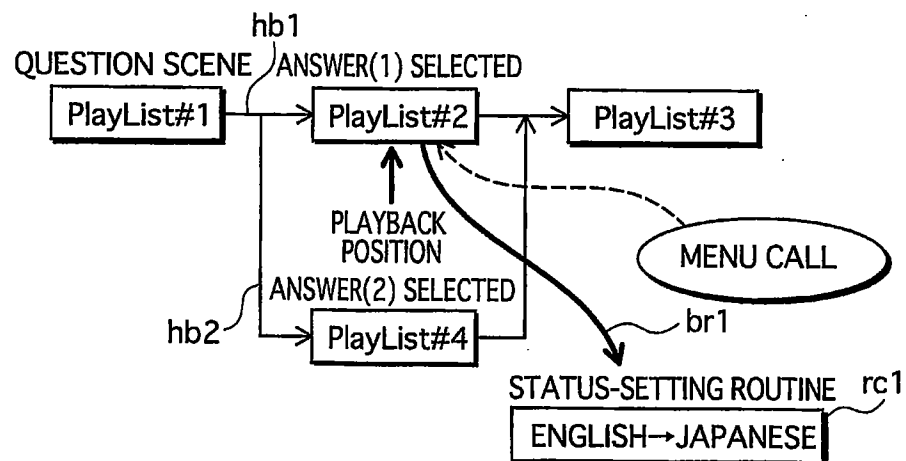 hb1
QUESTION SCENE ANSWER(1) SELECTED
PlayList#1 PlayList#2 PlayList#3
PLAYBACK
POSITION
MENU CALL
ANSWER(2) SELECTED
hb2 PlayList#4 br1
STATUS-SETTING ROUTINE rc1
ENGLISH→JAPANESE